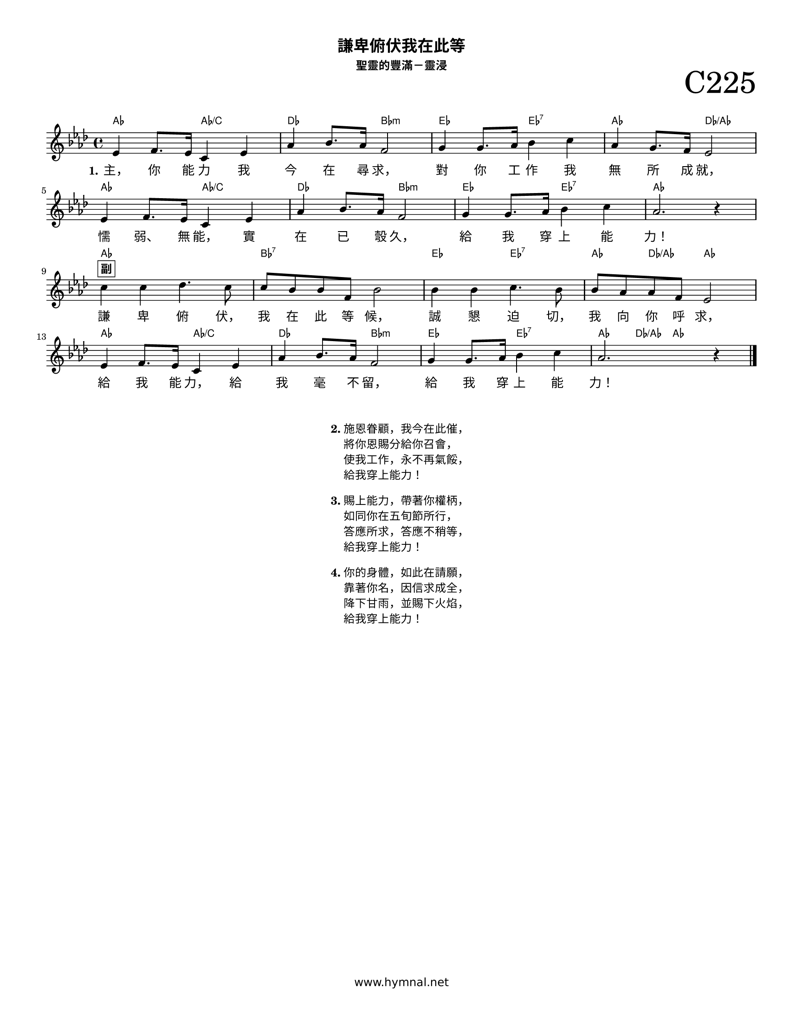 謙卑俯伏我在此等
聖靈的豐滿－靈浸
C225
A♭ A♭/C D♭ B♭m E♭ E♭7 A♭ D♭/A♭
1. 主， 你 能力 我 今 在 尋求， 對 你 工作 我 無 所 成就，
5 A♭ A♭/C D♭ B♭m E♭ E♭7 A♭
懦 弱、 無能， 實 在 已 彀久， 給 我 穿上 能 力！
A♭ B♭7 E♭ E♭7 A♭ D♭/A♭ A♭
9 副
謙 卑 俯 伏， 我 在 此 等 候， 誠 懇 迫 切， 我 向 你 呼 求，
13 A♭ A♭/C D♭ B♭m E♭ E♭7 A♭ D♭/A♭ A♭
給 我 能力， 給 我 毫 不留， 給 我 穿上 能 力！
2. 施恩眷顧，我今在此催，
將你恩賜分給你召會，
使我工作，永不再氣餒，
給我穿上能力！
3. 賜上能力，帶著你權柄，
如同你在五旬節所行，
答應所求，答應不稍等，
給我穿上能力！
4. 你的身體，如此在請願，
靠著你名，因信求成全，
降下甘雨，並賜下火焰，
給我穿上能力！
www.hymnal.net